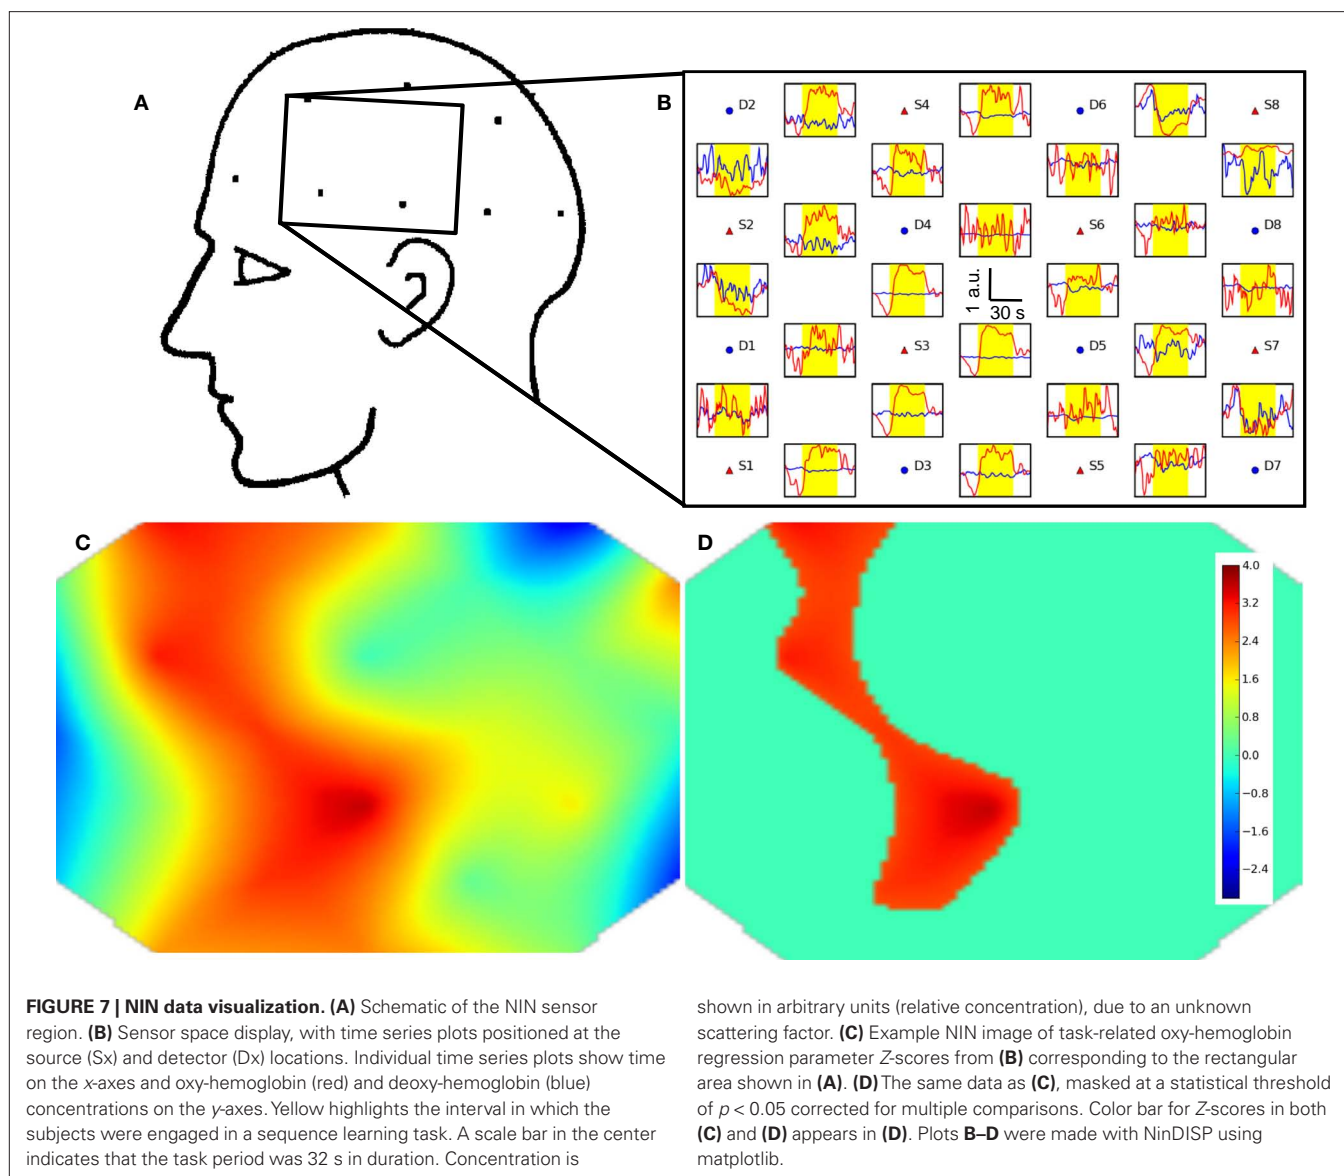 A
B
D2
S4
D6
S8
S2
D4
S6
D8
1 a.u.
30 s
D1
S3
D5
S7
S1
D3
S5
D7
C
D
4.0
3.2
2.4
1.6
0.8
0.0
−0.8
−1.6
−2.4
FIGURE 7 | NIN data visualization. (A) Schematic of the NIN sensor
region. (B) Sensor space display, with time series plots positioned at the
source (Sx) and detector (Dx) locations. Individual time series plots show time
on the x-axes and oxy-hemoglobin (red) and deoxy-hemoglobin (blue)
concentrations on the y-axes. Yellow highlights the interval in which the
subjects were engaged in a sequence learning task. A scale bar in the center
indicates that the task period was 32 s in duration. Concentration is
shown in arbitrary units (relative concentration), due to an unknown
scattering factor. (C) Example NIN image of task-related oxy-hemoglobin
regression parameter Z-scores from (B) corresponding to the rectangular
area shown in (A). (D) The same data as (C), masked at a statistical threshold
of p < 0.05 corrected for multiple comparisons. Color bar for Z-scores in both
(C) and (D) appears in (D). Plots B–D were made with NinDISP using
matplotlib.